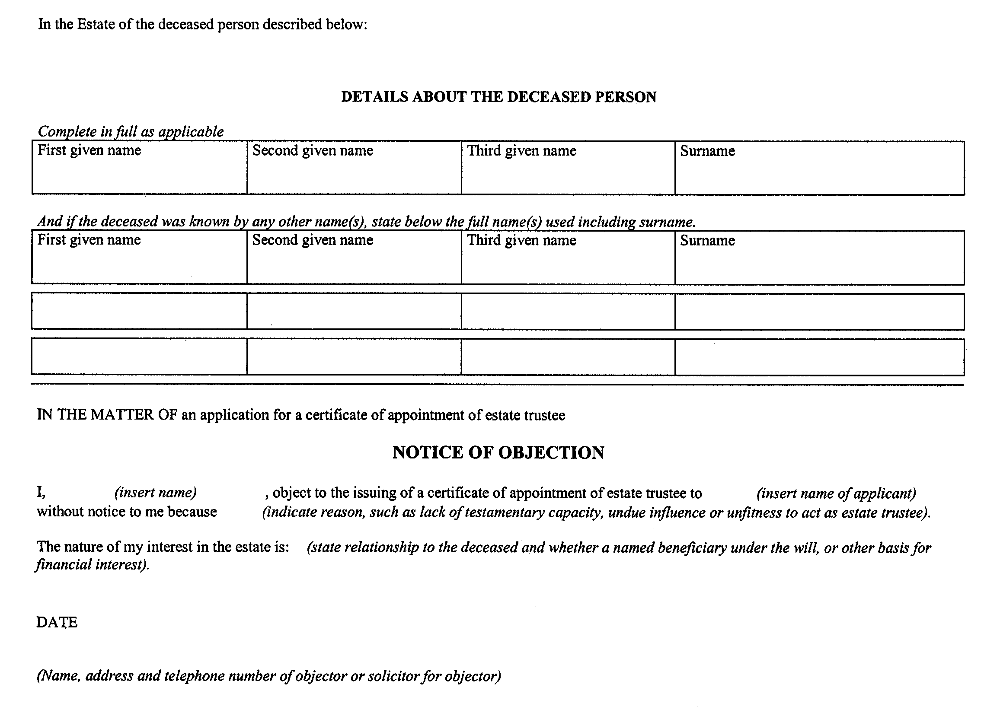 In the Estate of the deceased person described below:
DETAILS ABOUT THE DECEASED PERSON
Complete in full as applicable
First given name Second given name Third given name Surname
And if the deceased was known by any other name(s), state below the full name(s) used including surname.
First given name Second given name Third given name Surname
IN THE MATTER OF an application for a certificate of appointment of estate trustee
NOTICE OF OBJECTION
I, (insert name) , object to the issuing of a certificate of appointment of estate trustee to (insert name of applicant)
without notice to me because (indicate reason, such as lack of testamentary capacity, undue influence or unfitness to act as estate trustee).
The nature of my interest in the estate is: (state relationship to the deceased and whether a named beneficiary under the will, or other basis for
financial interest).
DATE
(Name, address and telephone number of objector or solicitor for objector)